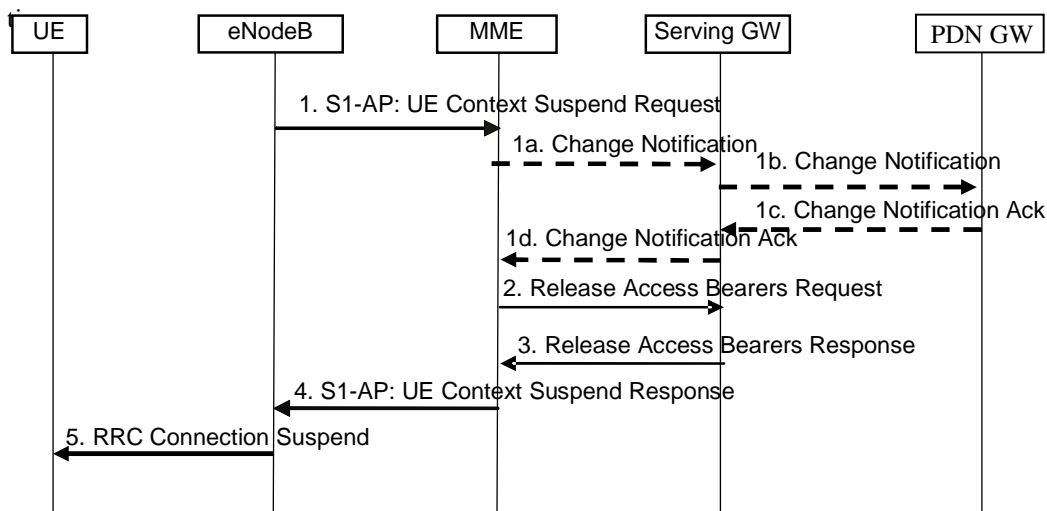 UE
eNodeB
MME
Serving GW
PDN GW
1. S1-AP: UE Context Suspend Request
1a. Change Notification
1b. Change Notification
1c. Change Notification Ack
1d. Change Notification Ack
2. Release Access Bearers Request
3. Release Access Bearers Response
4. S1-AP: UE Context Suspend Response
5. RRC Connection Suspend